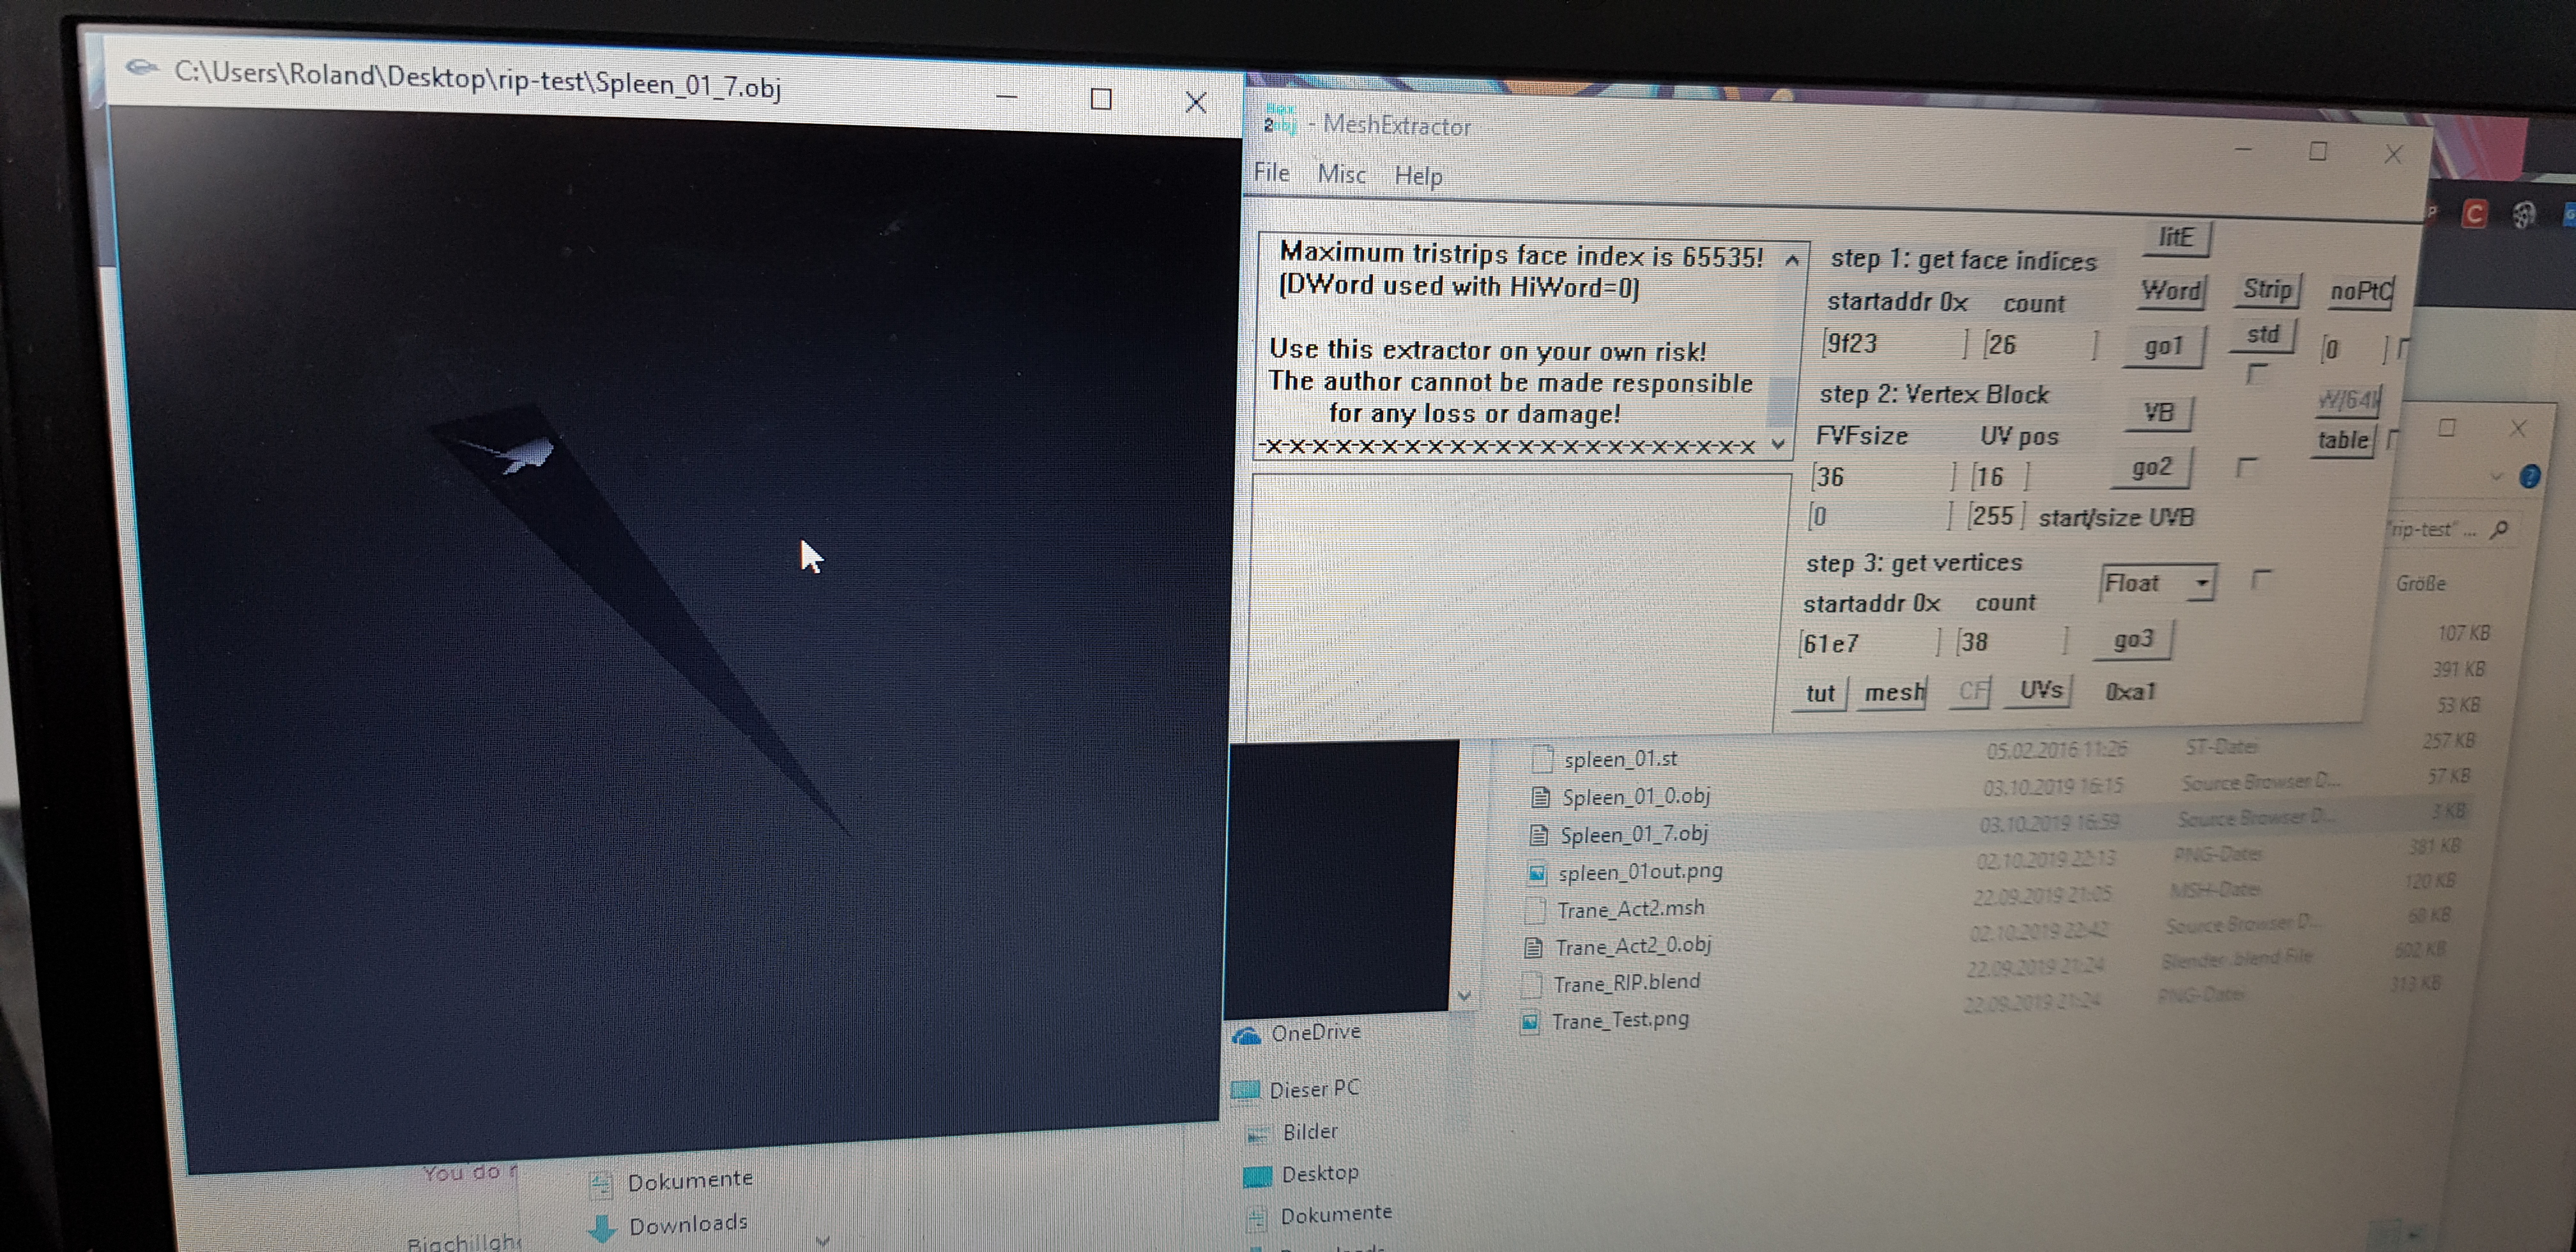 C:\Users\Roland\Desktop\rip-test\Spleen_01_7.obj
- MeshExtractor
File Misc Help
Maximum tristrips face index is 65535!
(DWord used with HiWord=0)
Use this extractor on your own risk!
The author cannot be made responsible
for any loss or damage!
-x-x-x-x-x-x-x-x-x-x-x-x-x-x-x-x-x-x-x-x-x
litE
step 1: get face indices
Word Strip noPtC
startaddr 0x count
std
[9f23 ] [26 ] go1 [0 ]
step 2: Vertex Block
VB
W/64k
FVFsize UV pos
table
[36 ] [16 ] go2
[0 ] [255 ] start/size UVB
step 3: get vertices
Float
startaddr 0x count
[61e7 ] [38 ] go3
tut mesh CF UVs 0xa1
"rip-test" ...
Größe
107 KB
391 KB
53 KB
spleen_01.st 05.02.2016 11:26 ST-Datei 257 KB
Spleen_01_0.obj 03.10.2019 16:15 Source Browser D... 57 KB
Spleen_01_7.obj 03.10.2019 16:59 Source Browser D... 3 KB
spleen_01out.png 02.10.2019 22:13 PNG-Datei 381 KB
Trane_Act2.msh 22.09.2019 21:05 MSH-Datei 120 KB
Trane_Act2_0.obj 02.10.2019 22:42 Source Browser D... 68 KB
Trane_RIP.blend 22.09.2019 21:24 Blender .blend File 602 KB
Trane_Test.png 22.09.2019 21:24 PNG-Datei 313 KB
OneDrive
Dieser PC
Bilder
Desktop
Dokumente
You do
Dokumente
Downloads